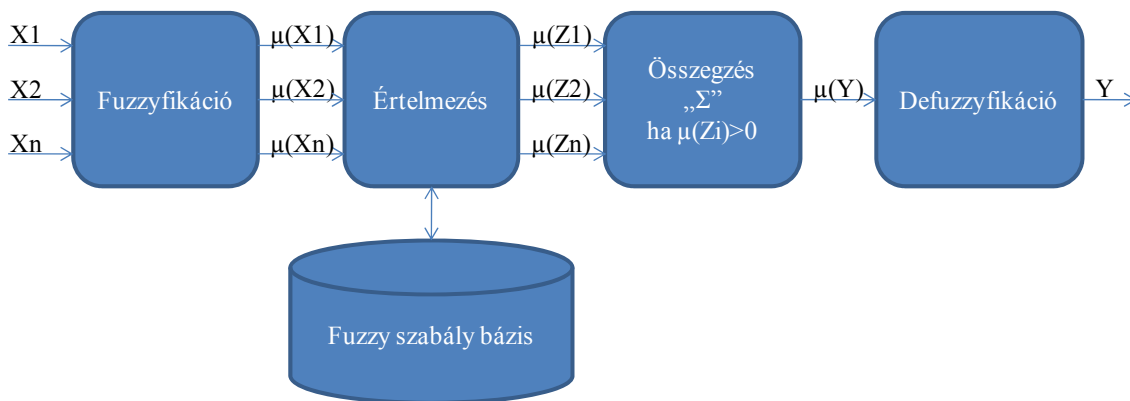 X1
X2
Xn
Fuzzyfikáció
µ(X1)
µ(X2)
µ(Xn)
Értelmezés
µ(Z1)
µ(Z2)
µ(Zn)
Összegzés
„Σ”
ha µ(Zi)>0
µ(Y)
Defuzzyfikáció
Y
Fuzzy szabály bázis